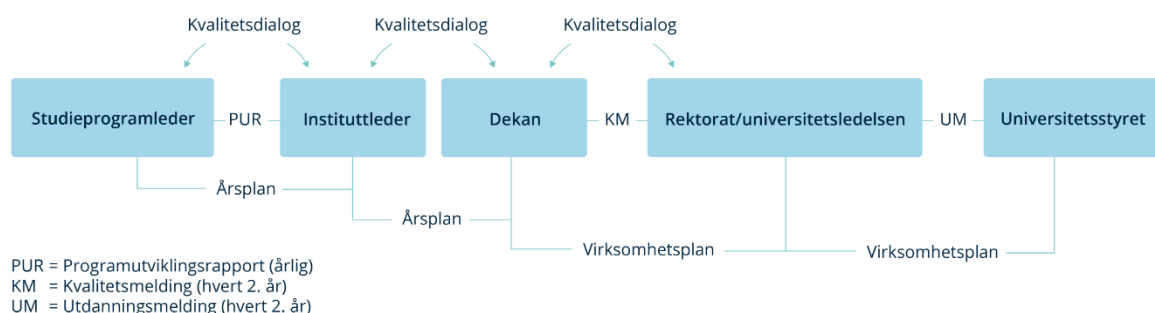 Kvalitetsdialog
Kvalitetsdialog
Kvalitetsdialog
Studieprogramleder
PUR
Instituttleder
Dekan
KM
Rektorat/universitetsledelsen
UM
Universitetsstyret
Årsplan
Årsplan
Virksomhetsplan
Virksomhetsplan
PUR = Programutviklingsrapport (årlig)
KM = Kvalitetsmelding (hvert 2. år)
UM = Utdanningsmelding (hvert 2. år)